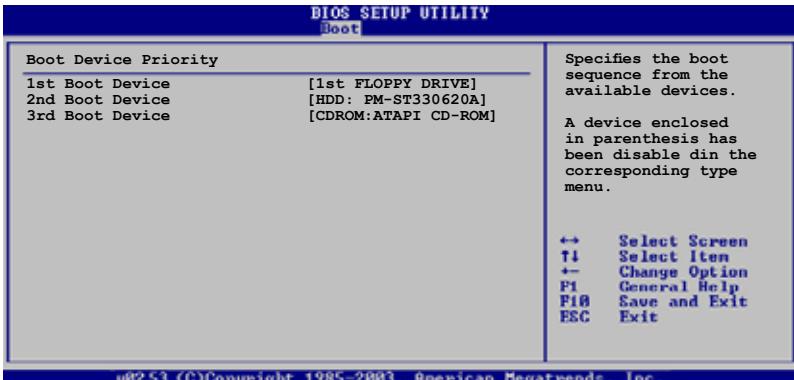 BIOS SETUP UTILITY
Boot
Boot Device Priority
1st Boot Device [1st FLOPPY DRIVE]
2nd Boot Device [HDD: PM-ST330620A]
3rd Boot Device [CDROM:ATAPI CD-ROM]
Specifies the boot
sequence from the
available devices.
A device enclosed
in parenthesis has
been disable din the
corresponding type
menu.
←→ Select Screen
↑↓ Select Item
+- Change Option
F1 General Help
F10 Save and Exit
ESC Exit
v02.53 (C)Copyright 1985-2003, American Megatrends, Inc.